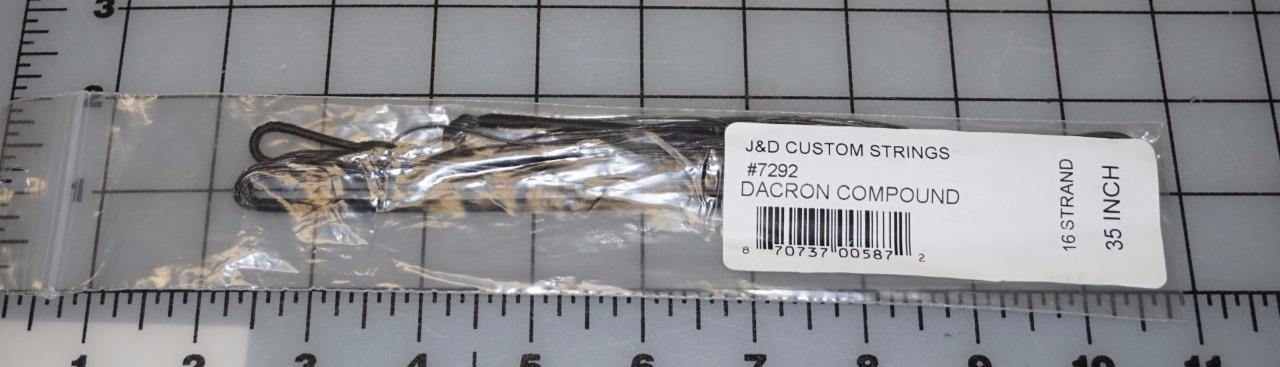 3
2
1
J&D CUSTOM STRINGS
#7292
DACRON COMPOUND
8 70737 00587 2
16 STRAND
35 INCH
1 2 3 4 5 6 7 8 9 10 11